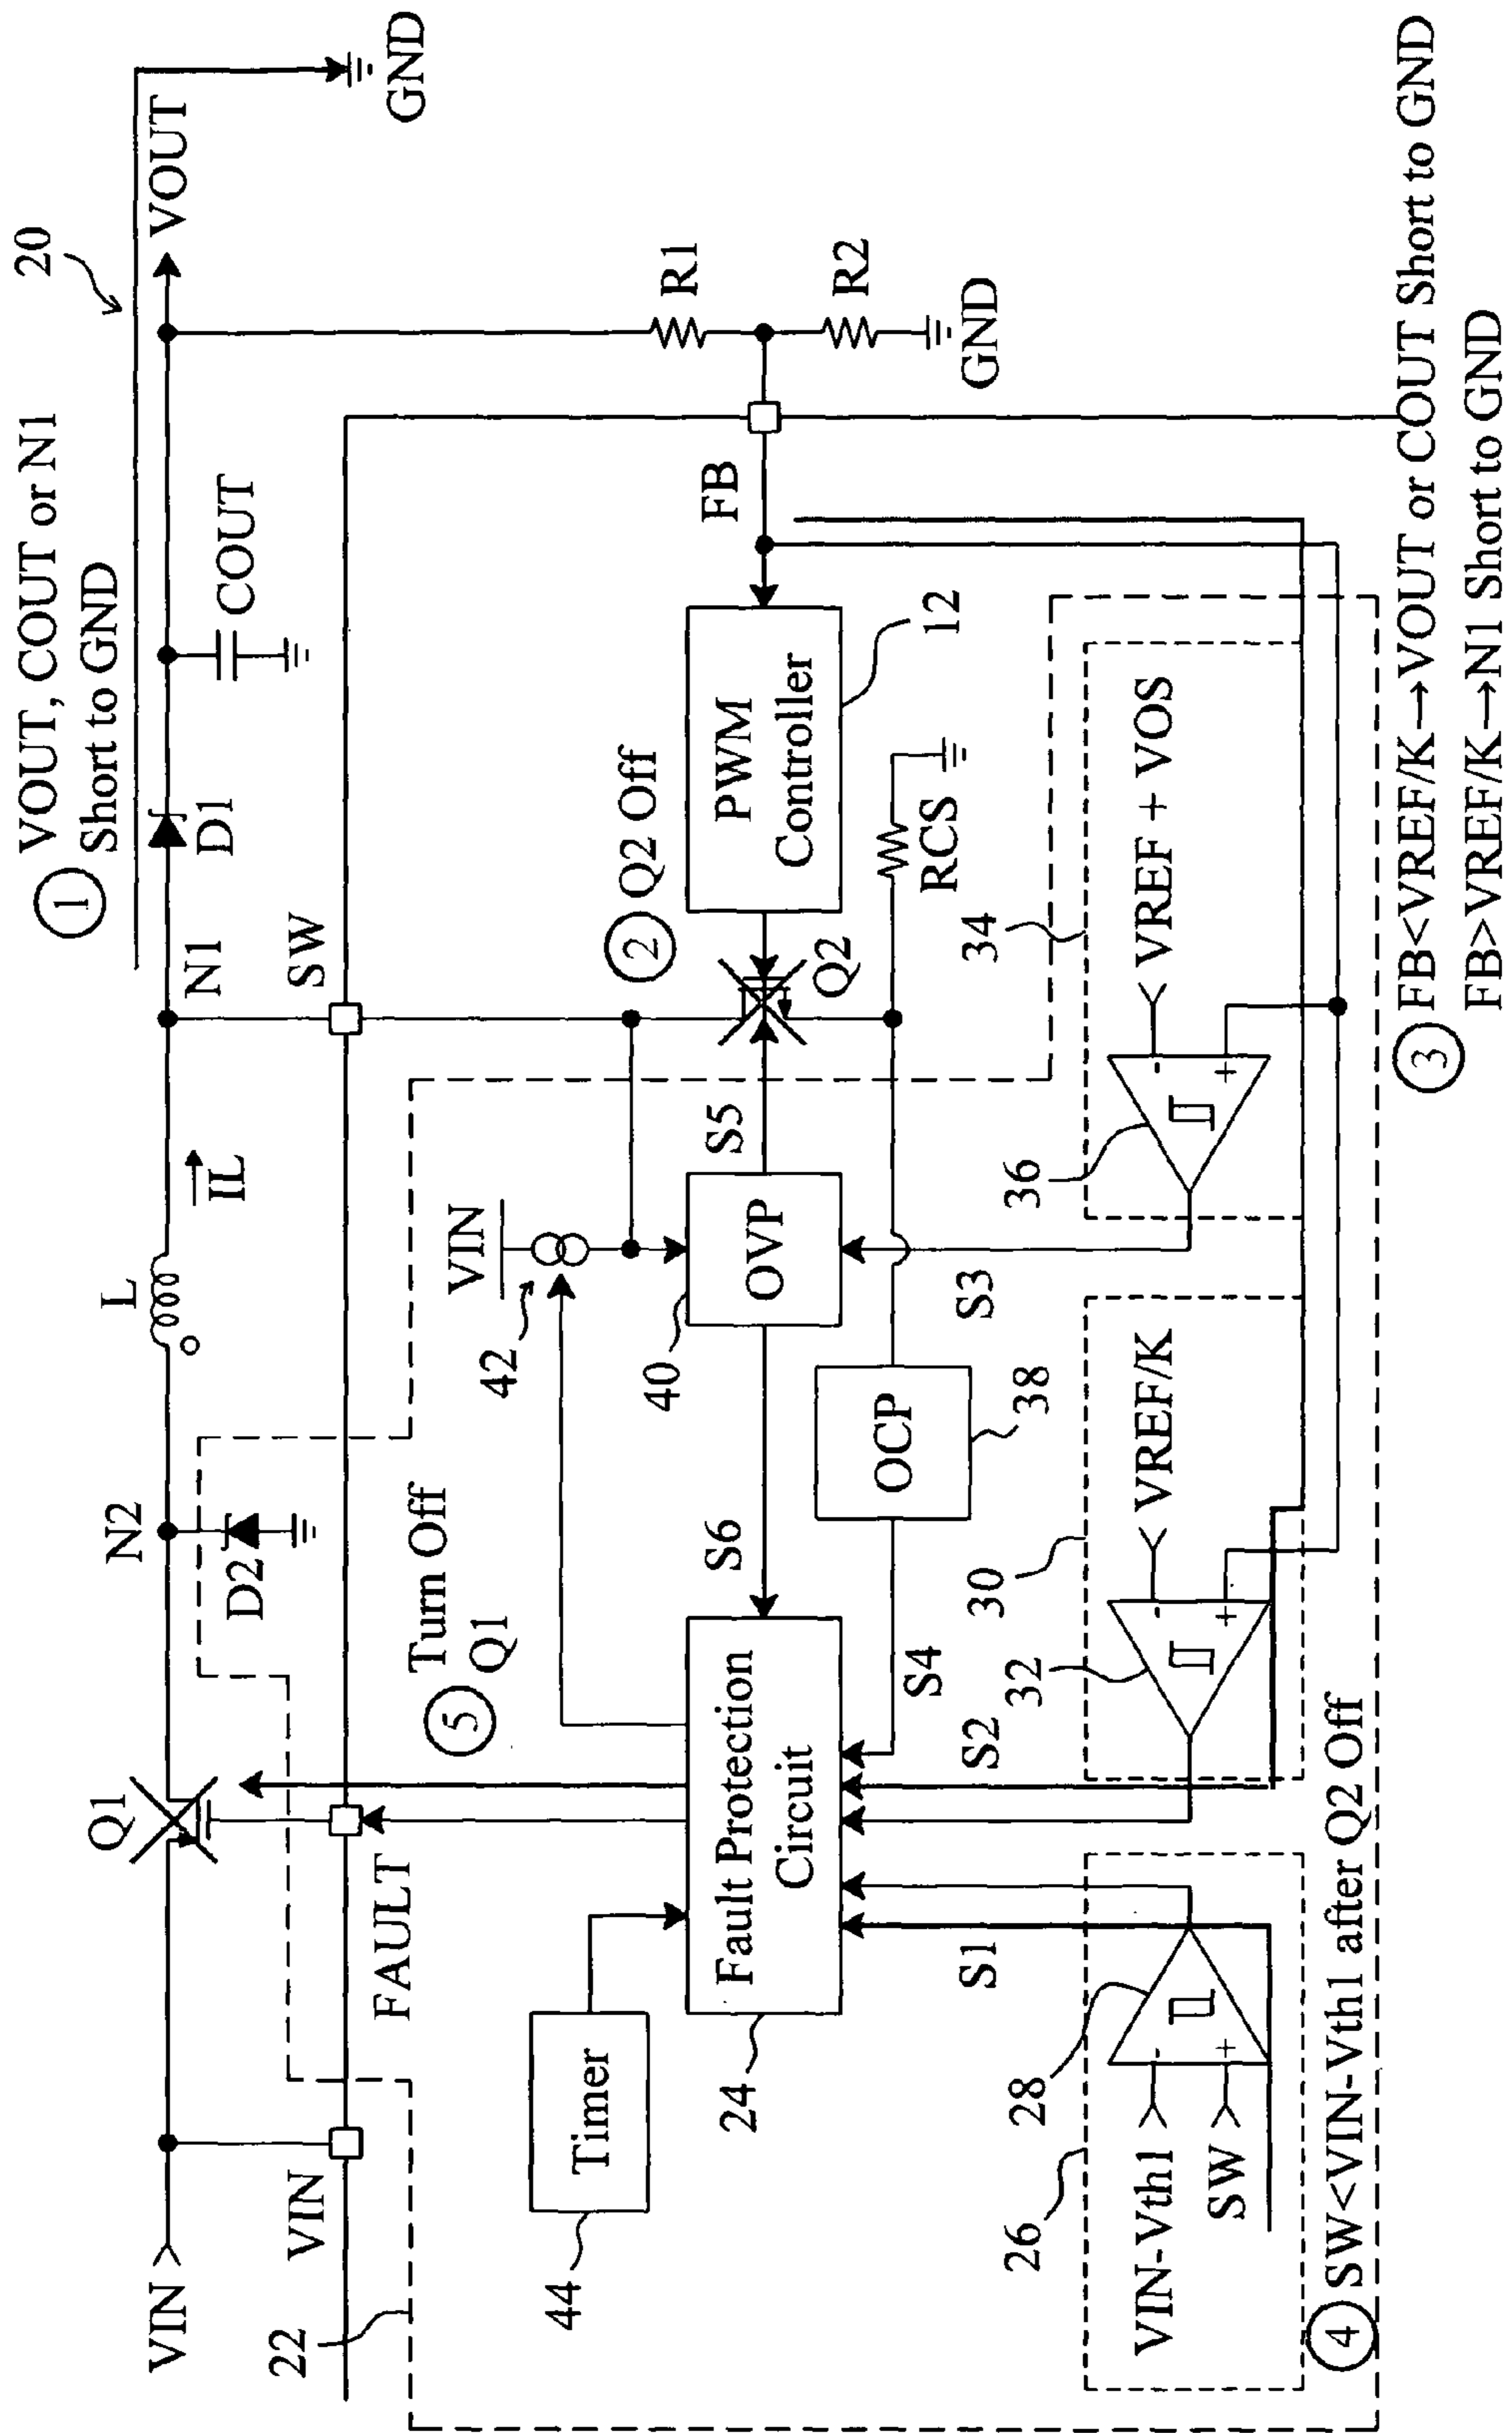 20
① VOUT, COUT or N1
Short to GND
VIN
Q1
N2
L
IL
N1
D1
COUT
VOUT
GND
D2
22
VIN
FAULT
SW
⑤ Turn Off
Q1
VIN
42
② Q2 Off
FB
R1
R2
GND
44
Timer
24
Fault Protection
Circuit
S6
40
OVP
S5
Q2
PWM
Controller
12
OCP
38
RCS
S1
S2
S4
S3
26
28
VIN-Vth1
SW
-
+
30
32
VREF/K
-
+
34
36
VREF + VOS
-
+
④ SW<VIN-Vth1 after Q2 Off
③ FB<VREF/K→VOUT or COUT Short to GND
FB>VREF/K→N1 Short to GND